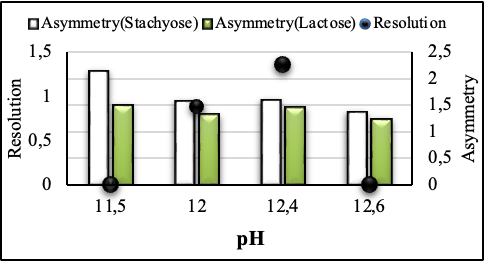 Asymmetry(Stachyose) Asymmetry(Lactose) Resolution
1,5
1
0,5
0
Resolution
2,5
2
1,5
1
0,5
0
Asymmetry
11,5 12 12,4 12,6
pH